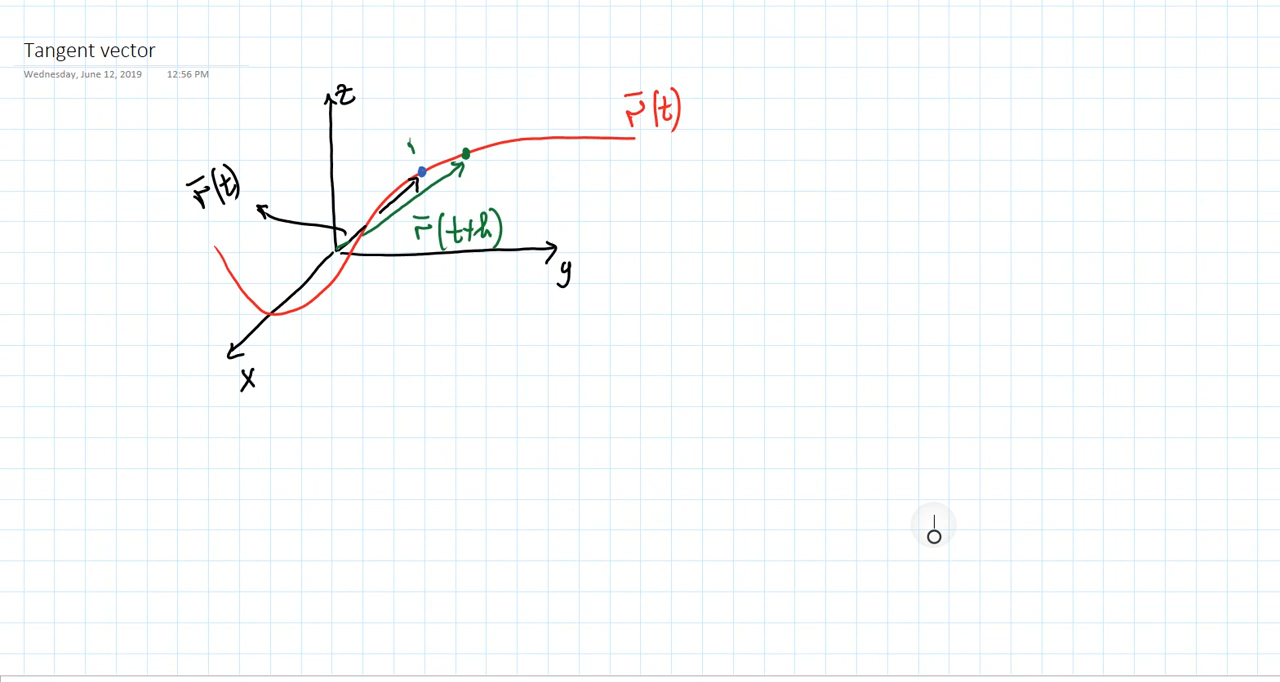 Tangent vector
Wednesday, June 12, 2019 12:56 PM
z
r̄(t)
r̄(t)
r̄(t+h)
y
x